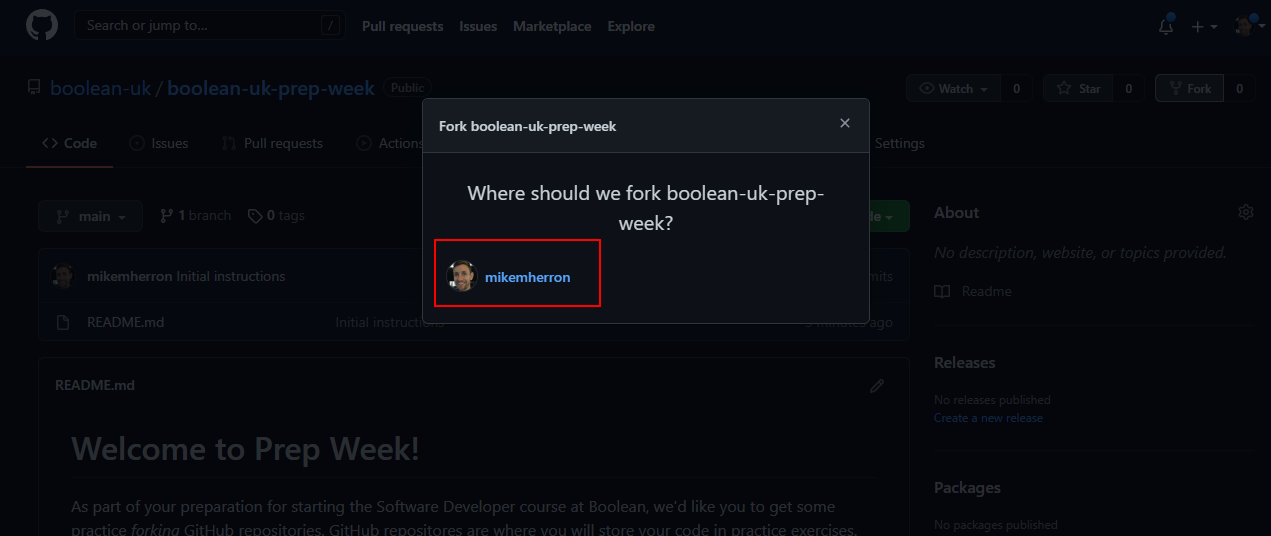 Search or jump to...
/
Pull requests
Issues
Marketplace
Explore
boolean-uk / boolean-uk-prep-week
Public
Watch
0
Star
0
Fork
0
Code
Issues
Pull requests
Actions
Settings
Fork boolean-uk-prep-week
Where should we fork boolean-uk-prep-
week?
mikemherron
main
1 branch
0 tags
mikemherron Initial instructions
README.md
Initial instructions
minutes ago
README.md
Welcome to Prep Week!
As part of your preparation for starting the Software Developer course at Boolean, we'd like you to get some
practice forking GitHub repositories. GitHub repositores are where you will store your code in practice exercises,
About
No description, website, or topics provided.
Readme
Releases
No releases published
Create a new release
Packages
No packages published